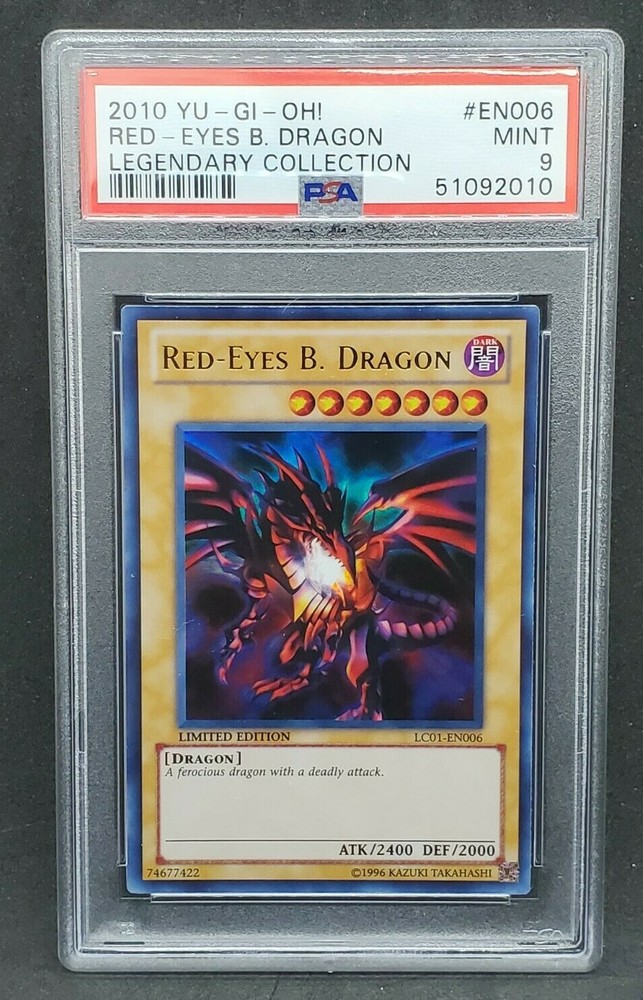 2010 YU-GI-OH! #EN006
RED-EYES B. DRAGON MINT
LEGENDARY COLLECTION 9
PSA 51092010
RED-EYES B. DRAGON DARK 闇
LIMITED EDITION LC01-EN006
[DRAGON]
A ferocious dragon with a deadly attack.
ATK/2400 DEF/2000
74677422 ©1996 KAZUKI TAKAHASHI